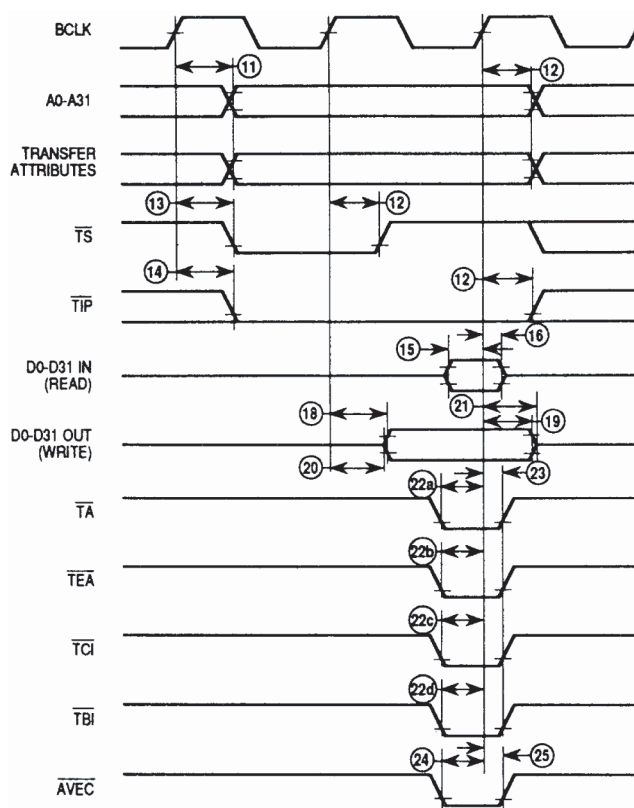 BCLK
11
12
A0-A31
TRANSFER
ATTRIBUTES
13
12
TS
14
12
TIP
16
15
D0-D31 IN
(READ)
21
18
19
D0-D31 OUT
(WRITE)
20
23
22a
TA
22b
TEA
22c
TCI
22d
TBI
24
25
AVEC